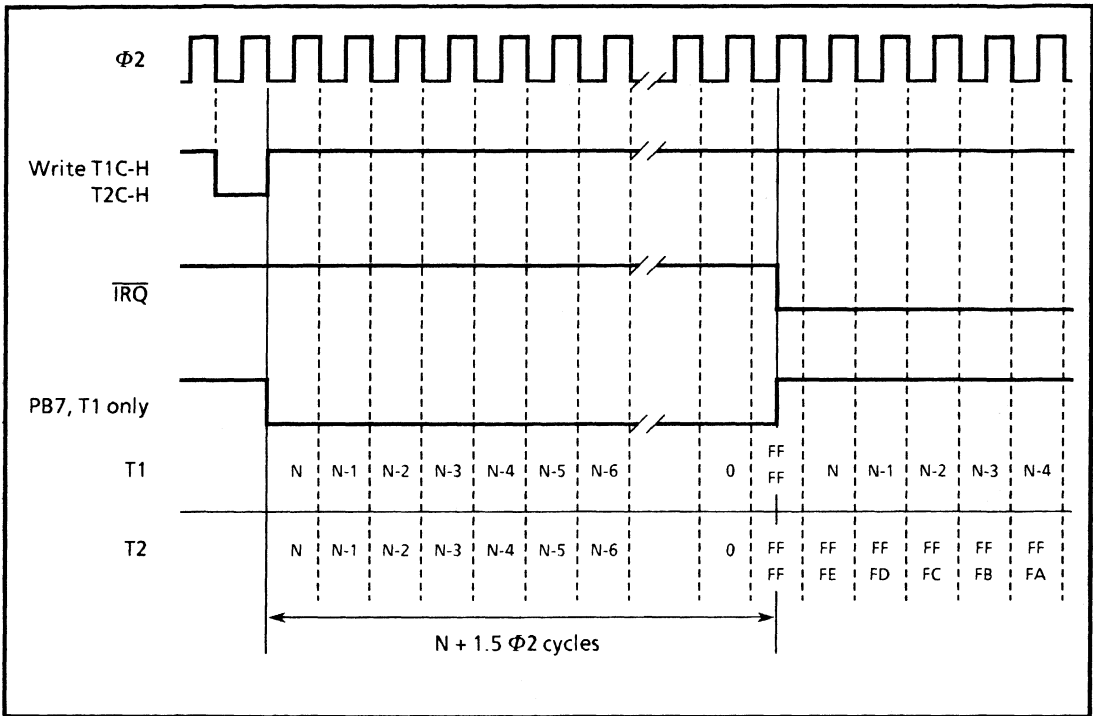 Φ2
Write T1C-H
T2C-H
IRQ
PB7, T1 only
T1 N N-1 N-2 N-3 N-4 N-5 N-6 0 FF FF N N-1 N-2 N-3 N-4
T2 N N-1 N-2 N-3 N-4 N-5 N-6 0 FF FF FF FF FF FF
FF FE FD FC FB FA
N + 1.5 Φ2 cycles